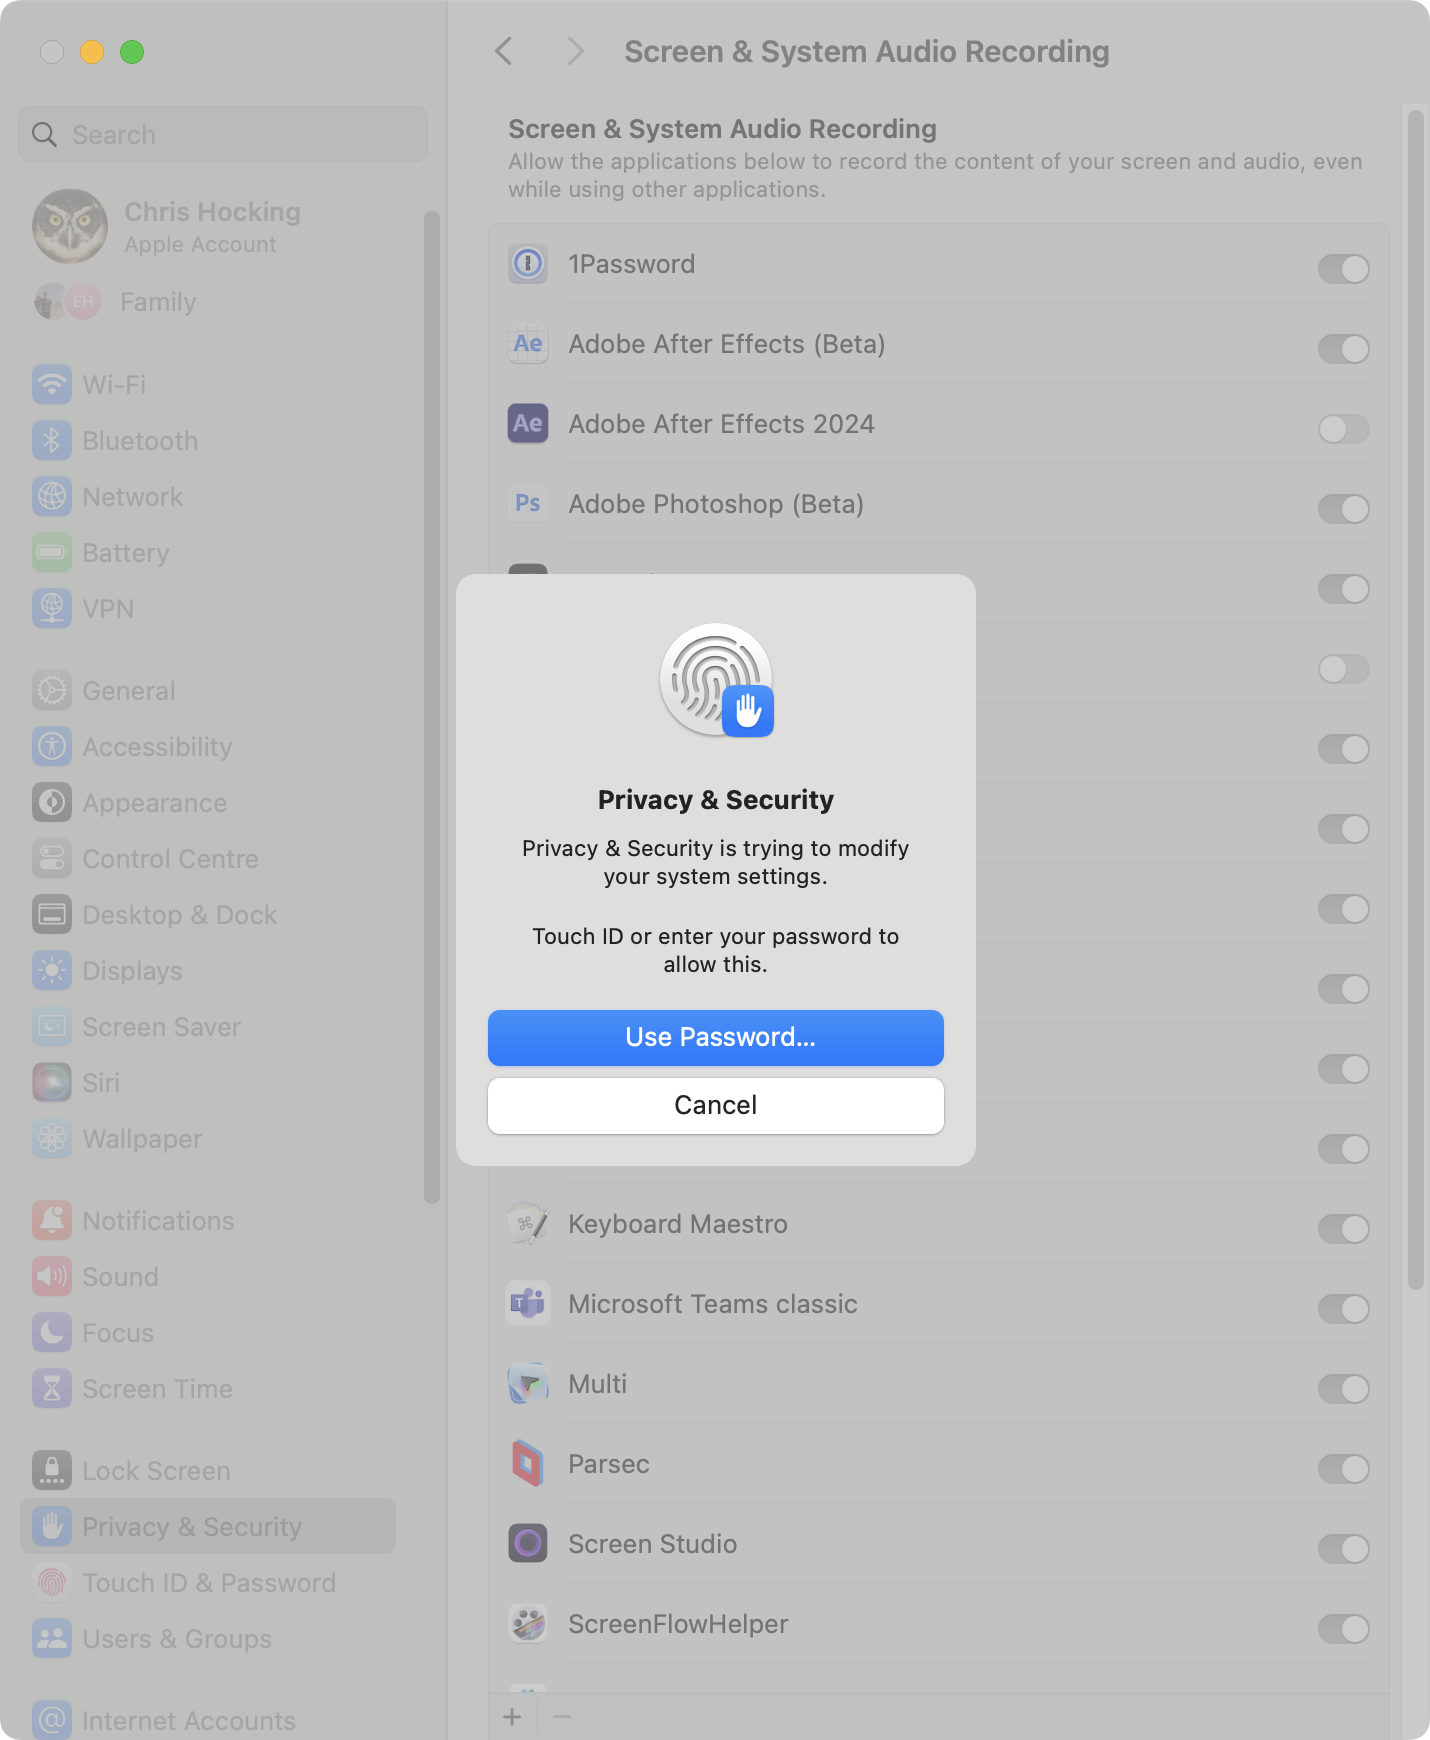 Screen & System Audio Recording
Search
Chris Hocking
Apple Account
EH
Family
Wi-Fi
Bluetooth
Network
Battery
VPN
General
Accessibility
Appearance
Control Centre
Desktop & Dock
Displays
Screen Saver
Siri
Wallpaper
Notifications
Sound
Focus
Screen Time
Lock Screen
Privacy & Security
Touch ID & Password
Users & Groups
Internet Accounts
Screen & System Audio Recording
Allow the applications below to record the content of your screen and audio, even
while using other applications.
1Password
Ae
Adobe After Effects (Beta)
Ae
Adobe After Effects 2024
Ps
Adobe Photoshop (Beta)
Privacy & Security
Privacy & Security is trying to modify
your system settings.
Touch ID or enter your password to
allow this.
Use Password...
Cancel
Keyboard Maestro
T
Microsoft Teams classic
Multi
Parsec
Screen Studio
ScreenFlowHelper